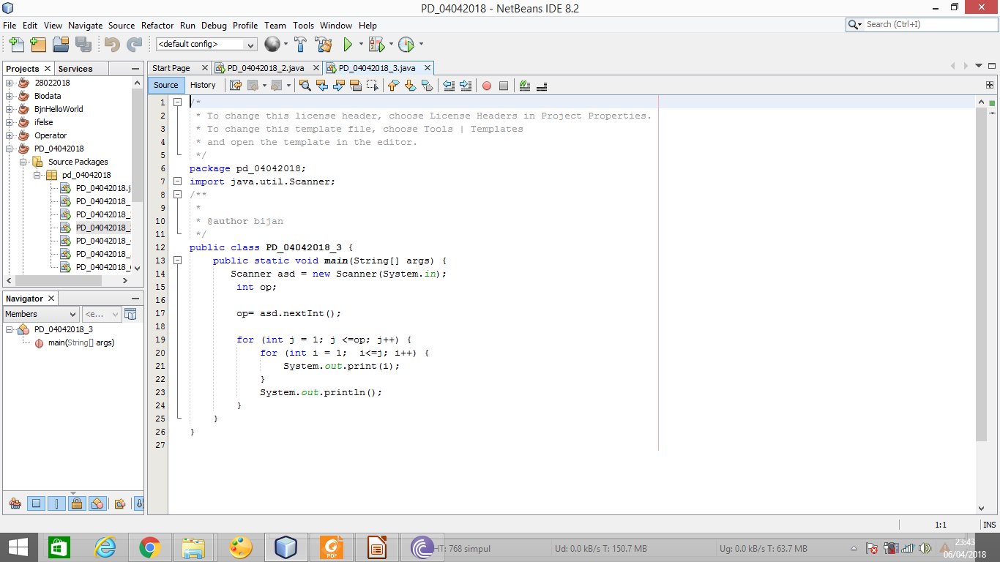 PD_04042018 - NetBeans IDE 8.2
File Edit View Navigate Source Refactor Run Debug Profile Team Tools Window Help
Search (Ctrl+I)
<default config>
Projects
Services
28022018
Biodata
BjnHelloWorld
ifelse
Operator
PD_04042018
Source Packages
pd_04042018
PD_04042018.j
PD_04042018_
PD_04042018_
PD_04042018_
PD_04042018_
PD_04042018_
PD_04042018_
Navigator
Members
<e...
PD_04042018_3
main(String[] args)
Start Page
PD_04042018_2.java
PD_04042018_3.java
Source
History
1 /*
2 * To change this license header, choose License Headers in Project Properties.
3 * To change this template file, choose Tools | Templates
4 * and open the template in the editor.
5 */
6 package pd_04042018;
7 import java.util.Scanner;
8 /**
9 *
10 * @author bijan
11 */
12 public class PD_04042018_3 {
13 public static void main(String[] args) {
14 Scanner asd = new Scanner(System.in);
15 int op;
16
17 op= asd.nextInt();
18
19 for (int j = 1; j <=op; j++) {
20 for (int i = 1;  i<=j; i++) {
21 System.out.print(i);
22 }
23 System.out.println();
24 }
25 }
26 }
27
1:1
INS
PDF
HT: 768 simpul
Ud: 0.0 kB/s T: 150.7 MB
Ug: 0.0 kB/s T: 63.7 MB
23:43
06/04/2018